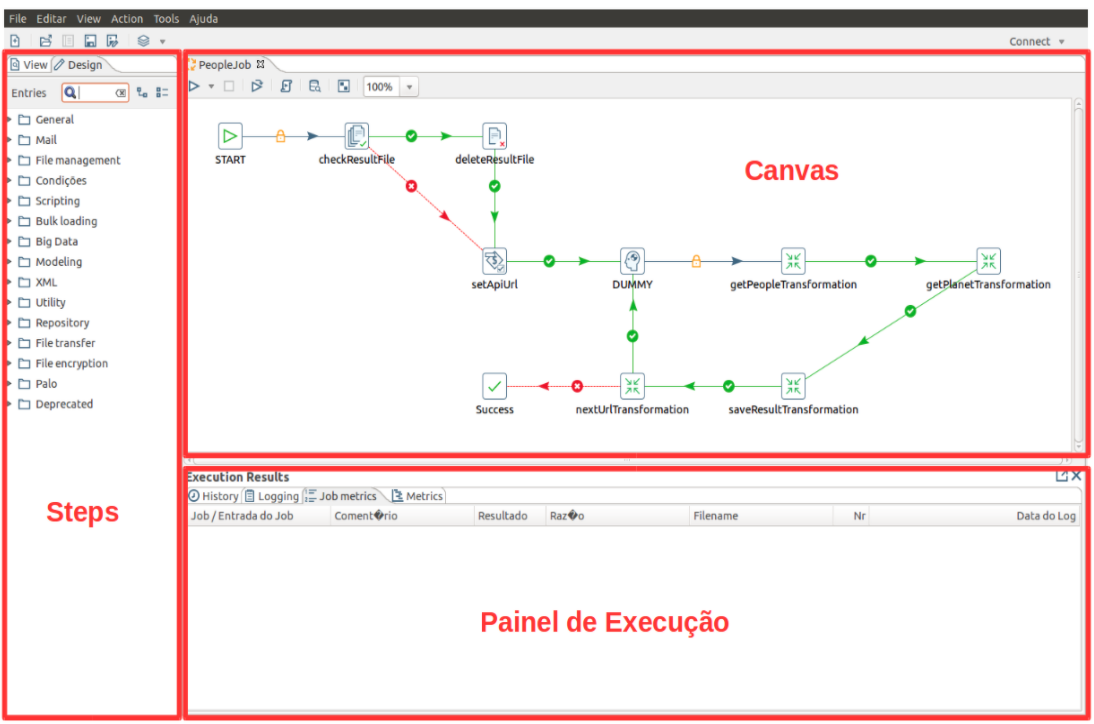 File Editar View Action Tools Ajuda
Connect
View Design
PeopleJob
Entries
100%
General
Mail
File management
Condições
Scripting
Bulk loading
Big Data
Modeling
XML
Utility
Repository
File transfer
File encryption
Palo
Deprecated
Steps
START
checkResultFile
deleteResultFile
Canvas
setApiUrl
DUMMY
getPeopleTransformation
getPlanetTransformation
Success
nextUrlTransformation
saveResultTransformation
Execution Results
History Logging Job metrics Metrics
Job / Entrada do Job Coment�rio Resultado Raz�o Filename Nr Data do Log
Painel de Execução